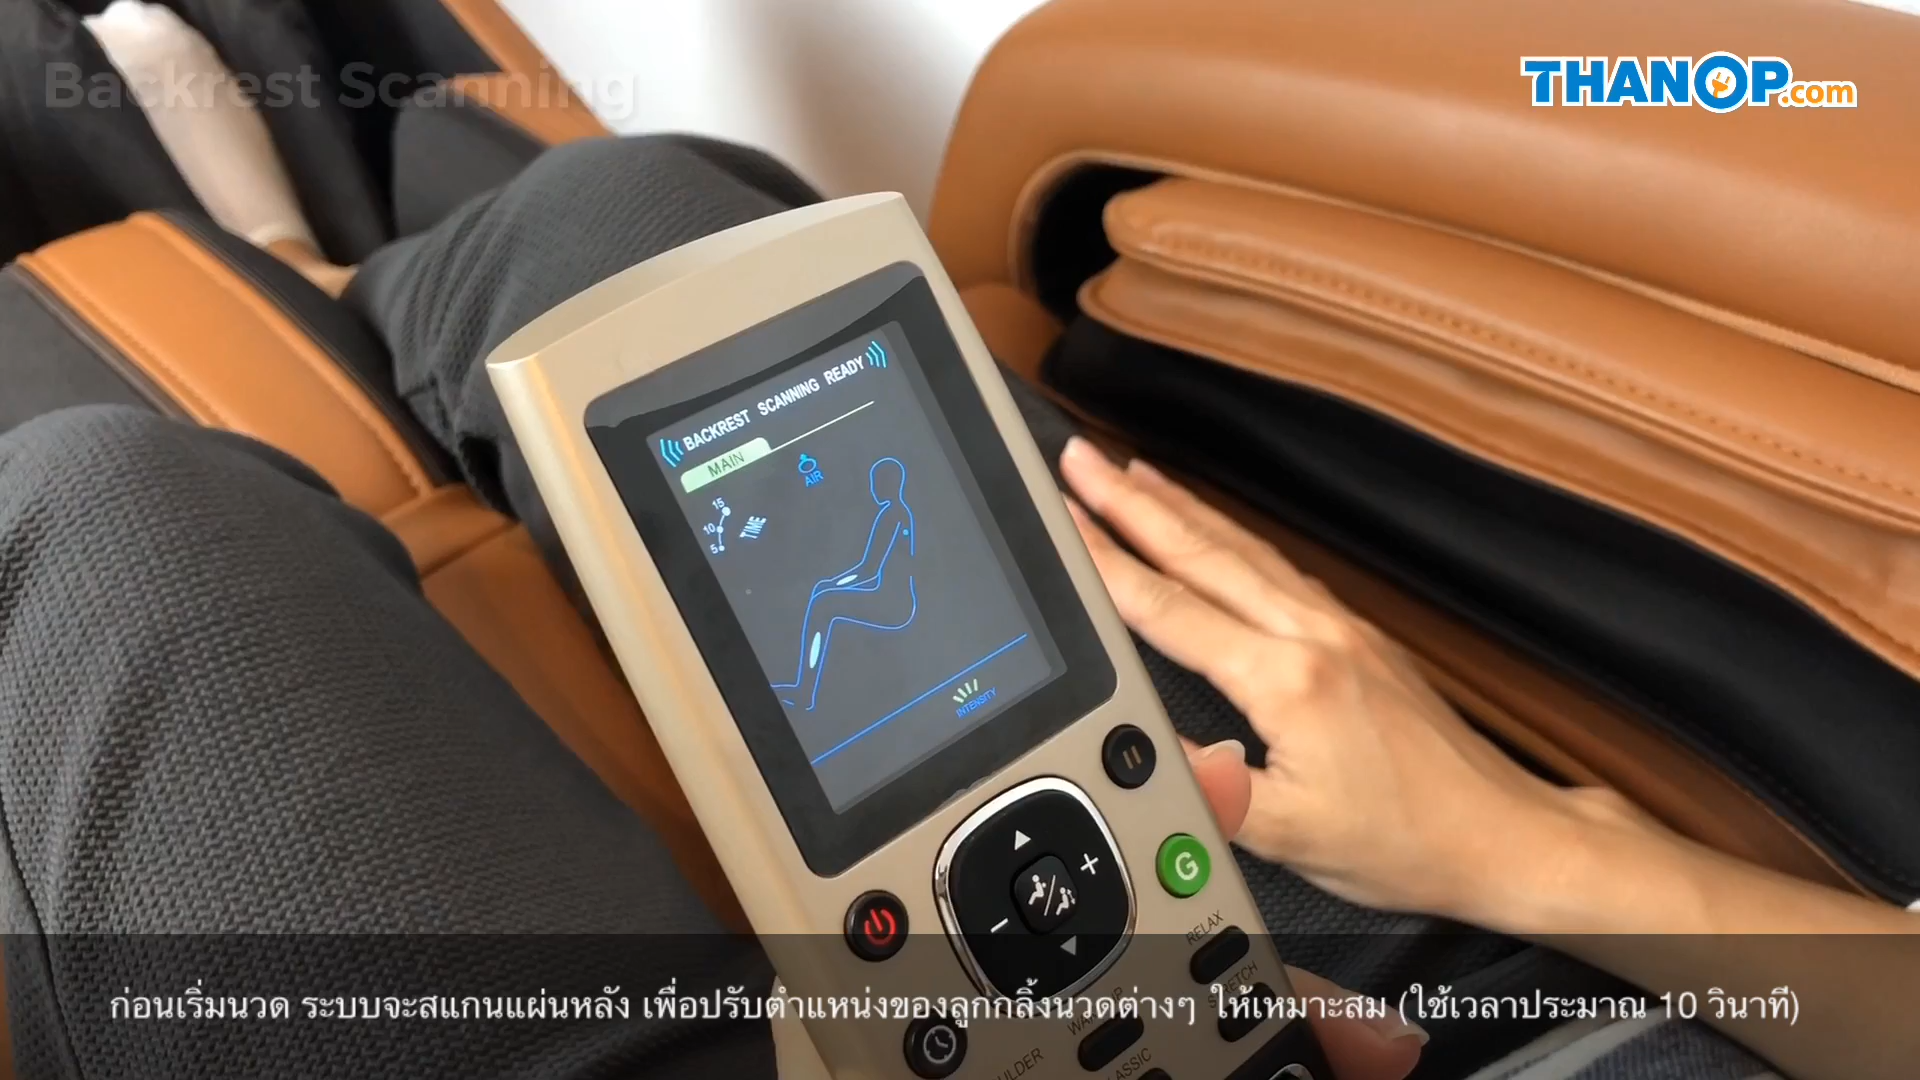 Backrest Scanning
THANOP.com
BACKREST SCANNING READY
MAIN
AIR
15
10
5
TIME
INTENSITY
G
RELAX
STRETCH
CLASSIC
ก่อนเริ่มนวด ระบบจะสแกนแผ่นหลัง เพื่อปรับตำแหน่งของลูกกลิ้งนวดต่างๆ ให้เหมาะสม (ใช้เวลาประมาณ 10 วินาที)